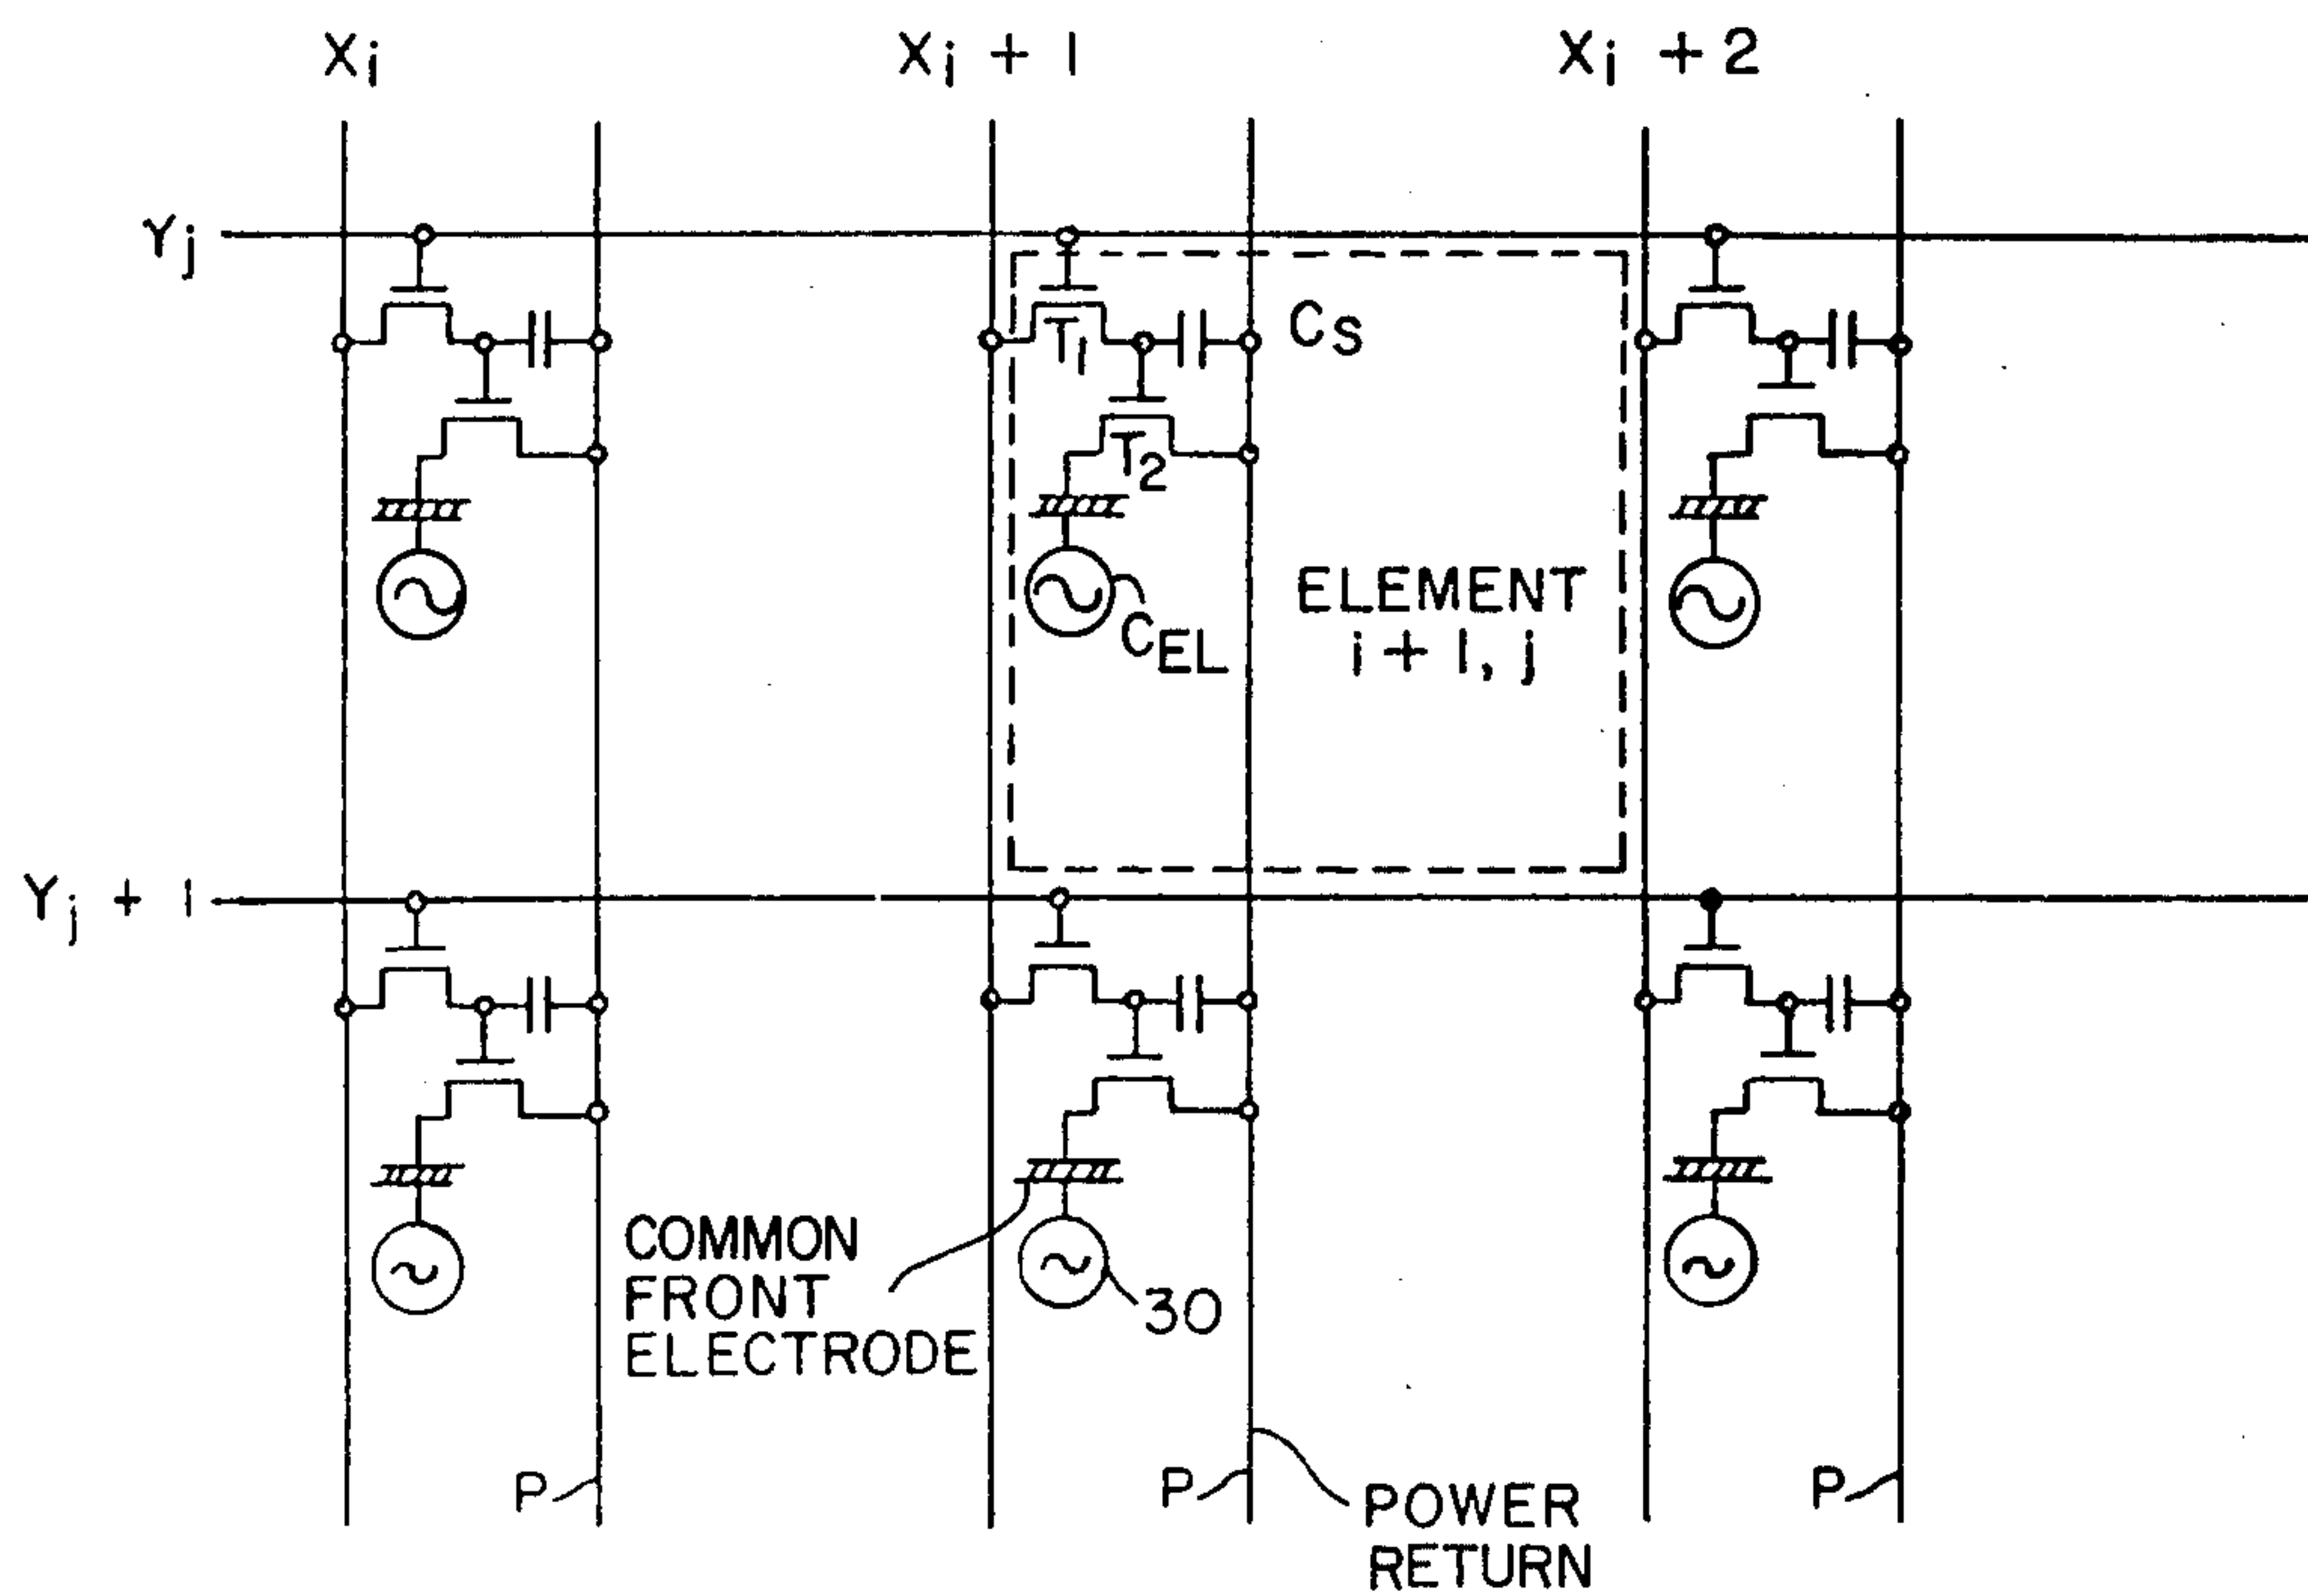 Xi
Xi + 1
Xi + 2
Yj
T1
CS
T2
CEL
ELEMENT
i + 1, j
Yj + 1
COMMON
FRONT
ELECTRODE
30
P
P
P
POWER
RETURN